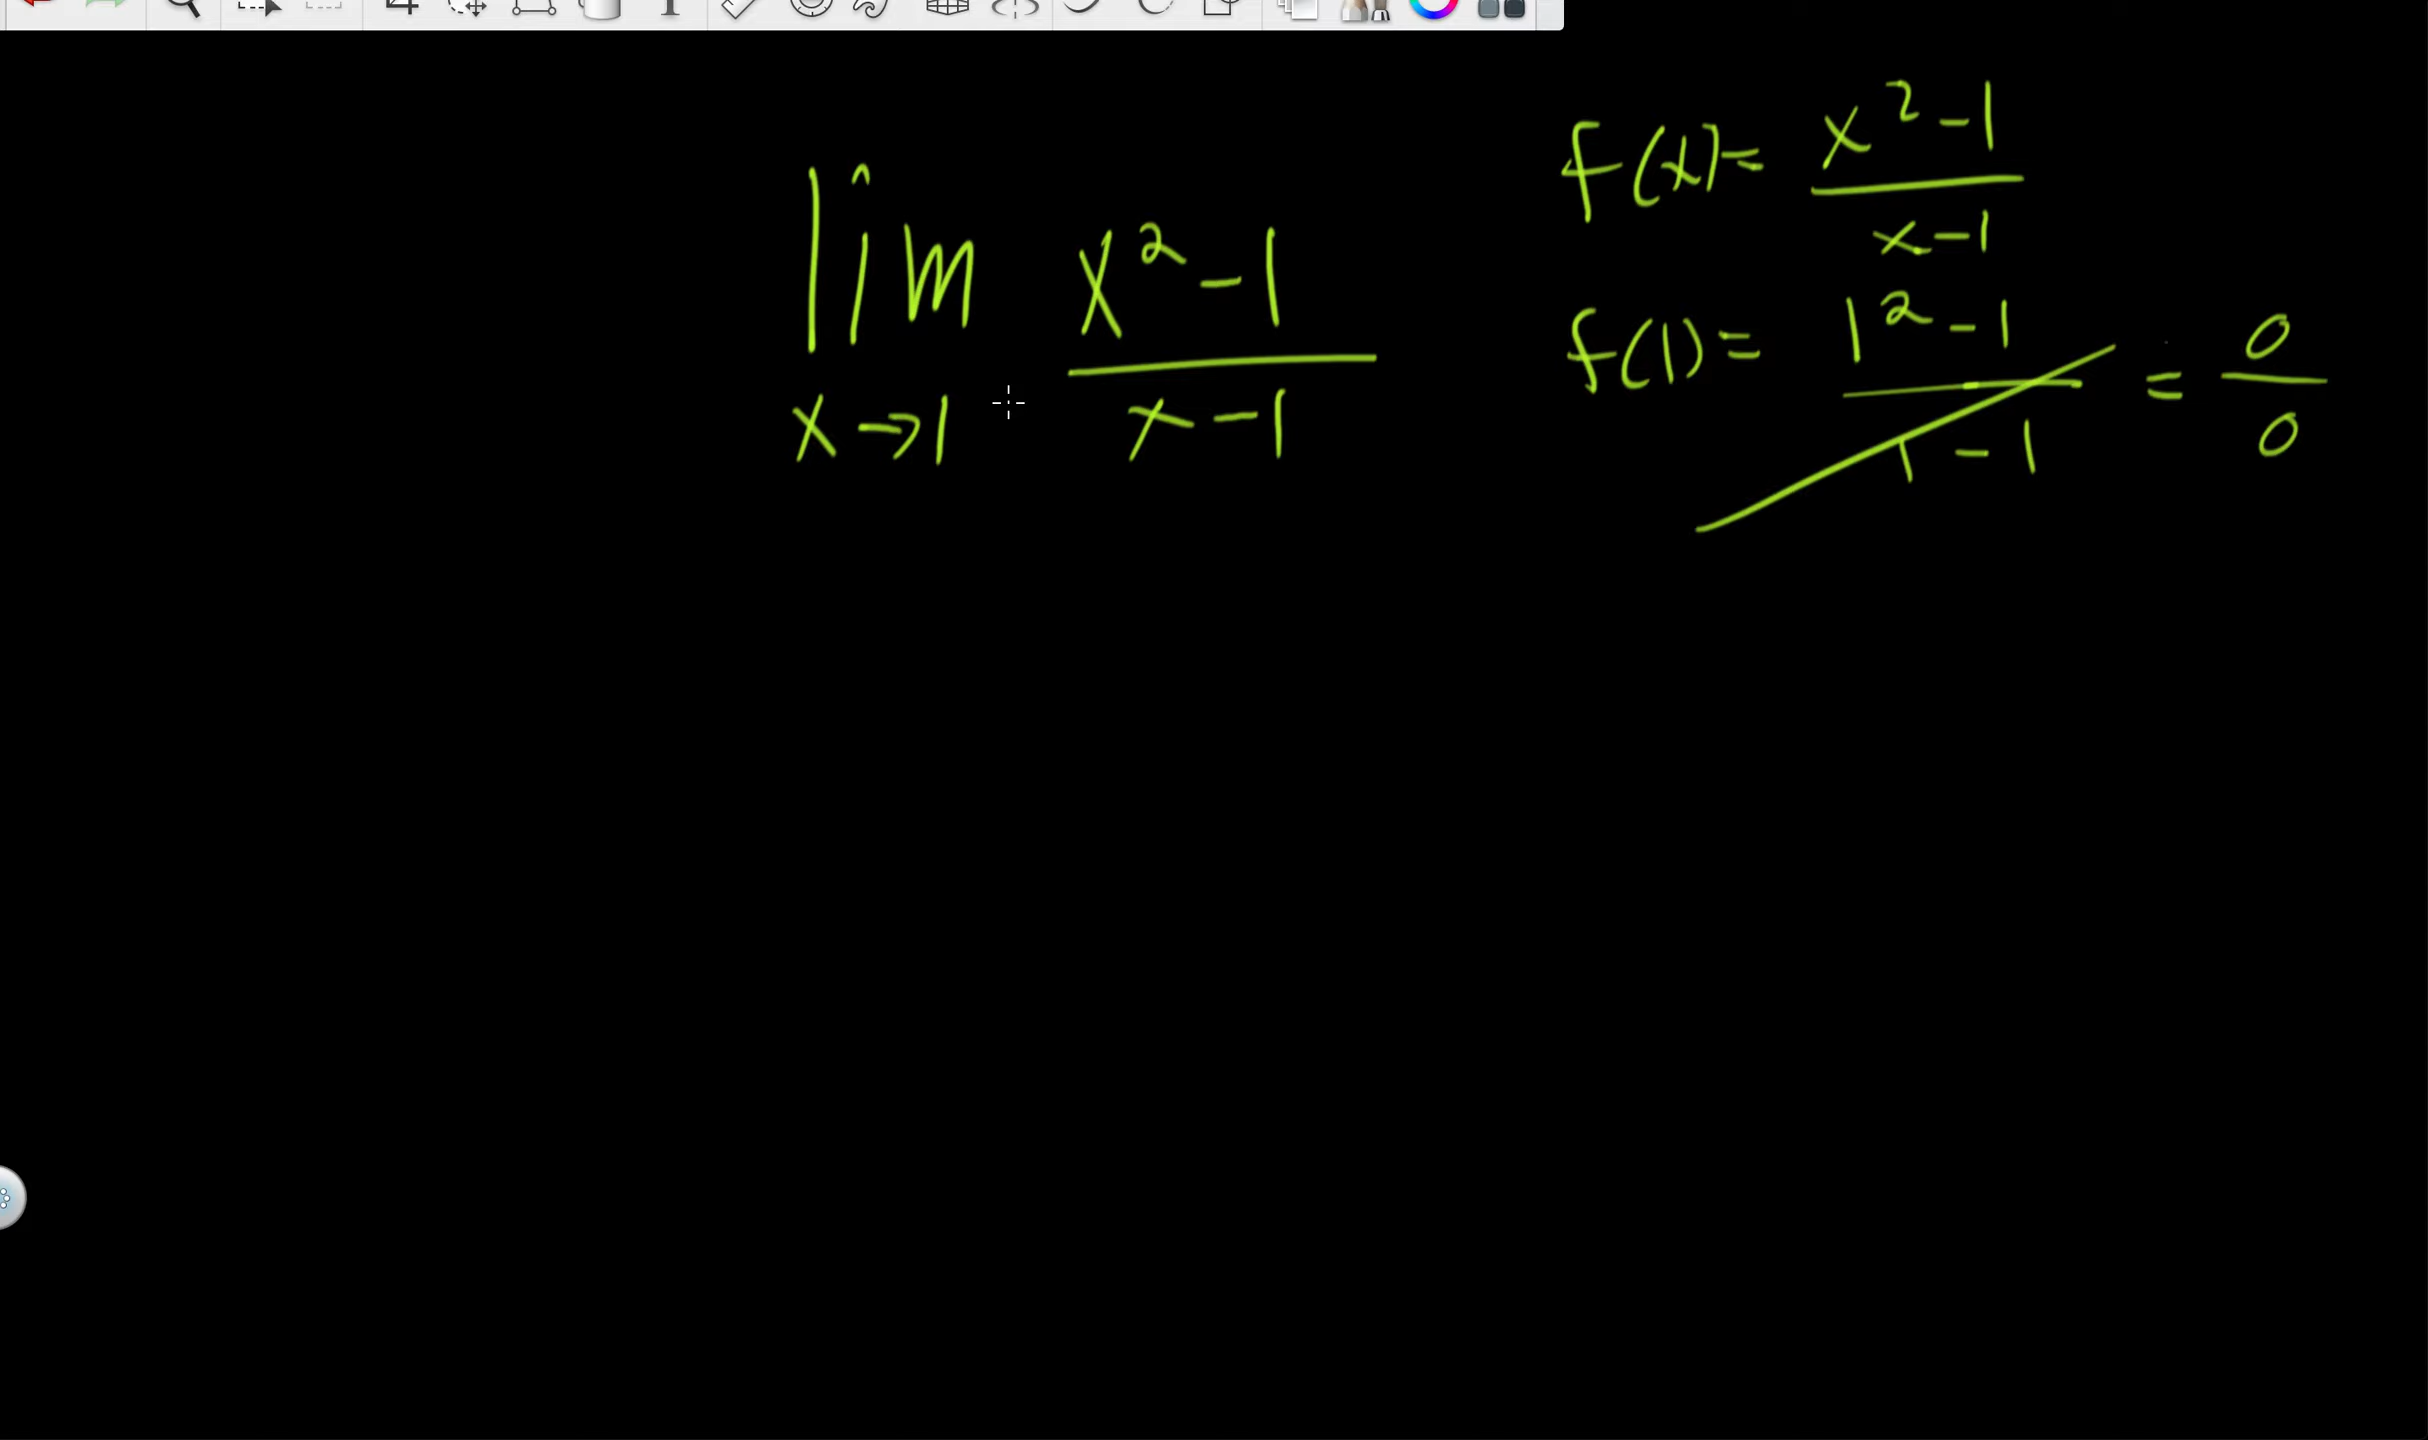 lim x²-1 / x-1
x→1
f(x)= x²-1 / x-1
f(1)= 1²-1 / 1-1 = 0/0